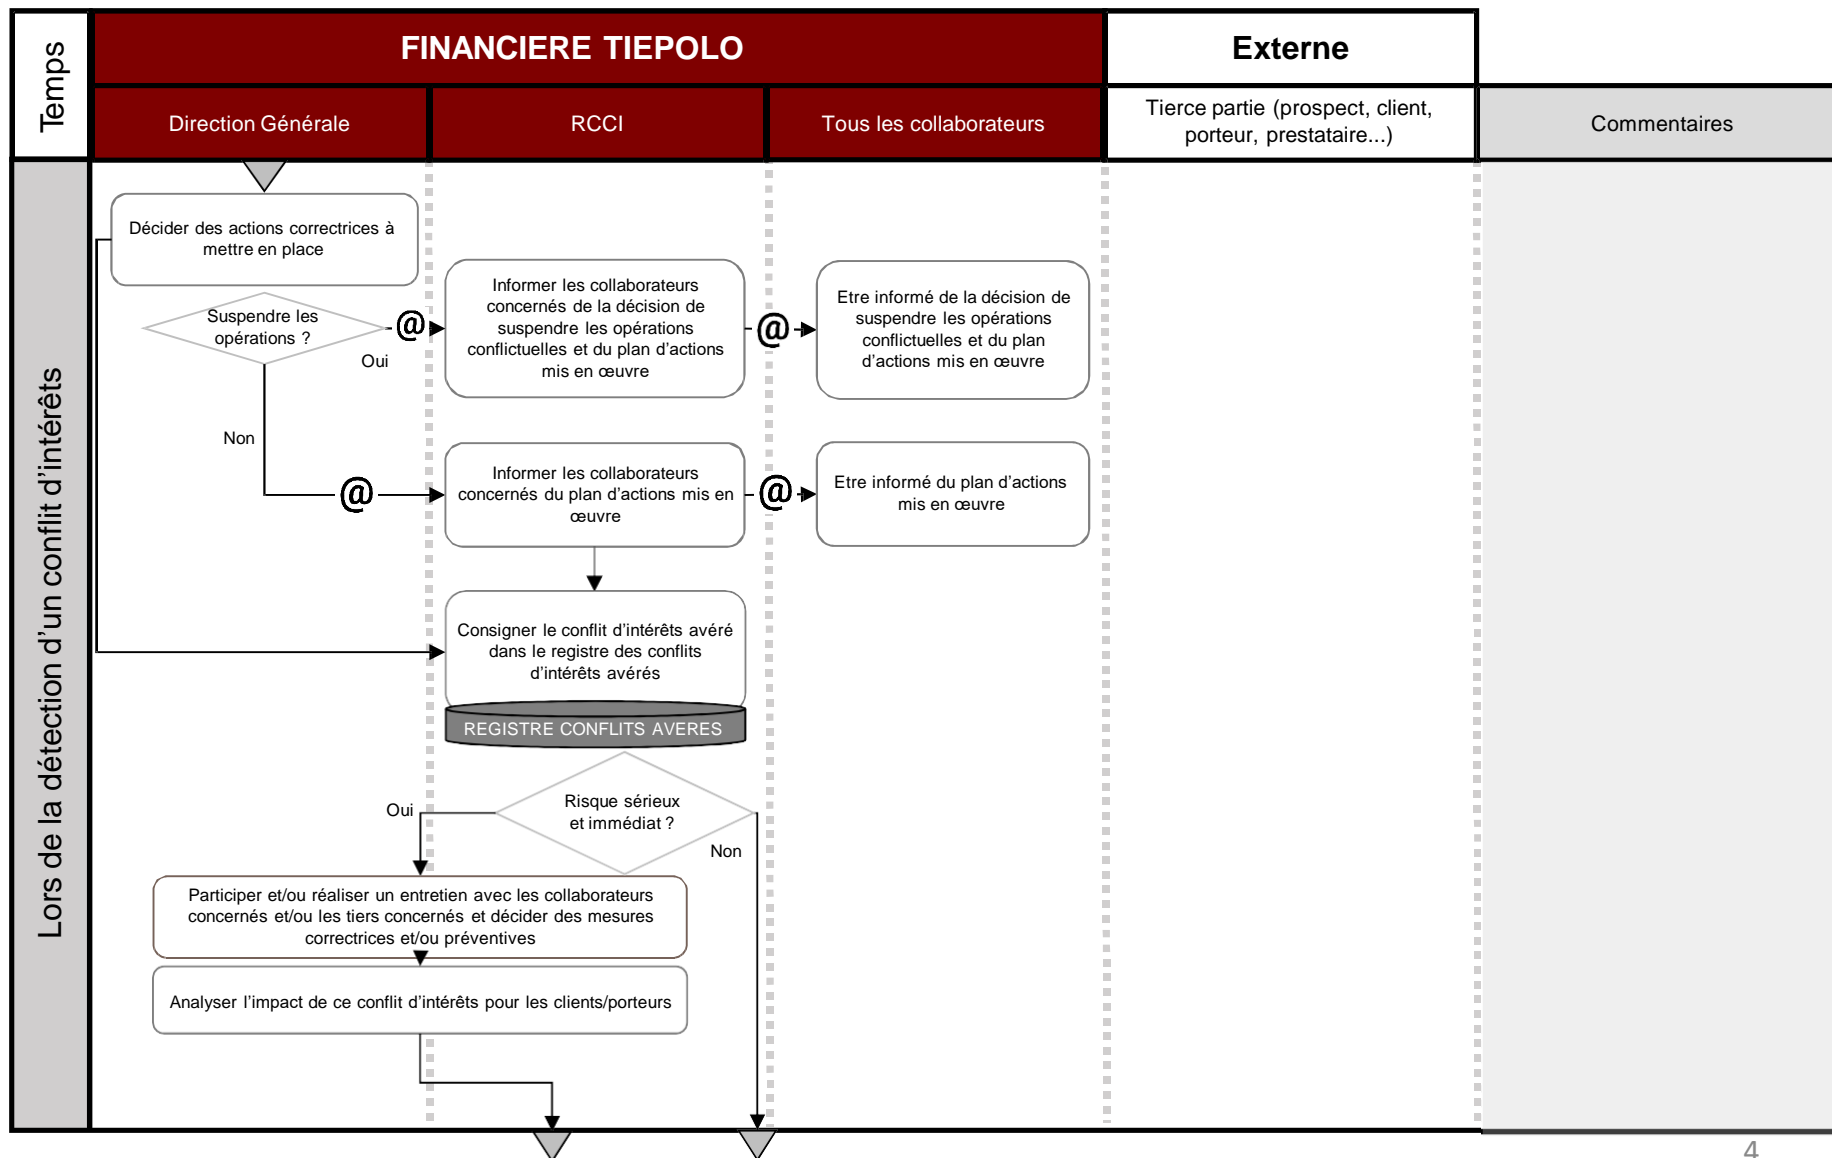 Temps
FINANCIERE TIEPOLO
Externe
Direction Générale
RCCI
Tous les collaborateurs
Tierce partie (prospect, client,
porteur, prestataire...)
Commentaires
Lors de la détection d'un conflit d'intérêts
Décider des actions correctrices à
mettre en place
Suspendre les
opérations ?
Oui
@
Informer les collaborateurs
concernés de la décision de
suspendre les opérations
conflictuelles et du plan d'actions
mis en œuvre
@
Etre informé de la décision de
suspendre les opérations
conflictuelles et du plan
d'actions mis en œuvre
Non
@
Informer les collaborateurs
concernés du plan d'actions mis en
œuvre
@
Etre informé du plan d'actions
mis en œuvre
Consigner le conflit d'intérêts avéré
dans le registre des conflits
d'intérêts avérés
REGISTRE CONFLITS AVERES
Risque sérieux
et immédiat ?
Oui
Non
Participer et/ou réaliser un entretien avec les collaborateurs
concernés et/ou les tiers concernés et décider des mesures
correctrices et/ou préventives
Analyser l'impact de ce conflit d'intérêts pour les clients/porteurs
4